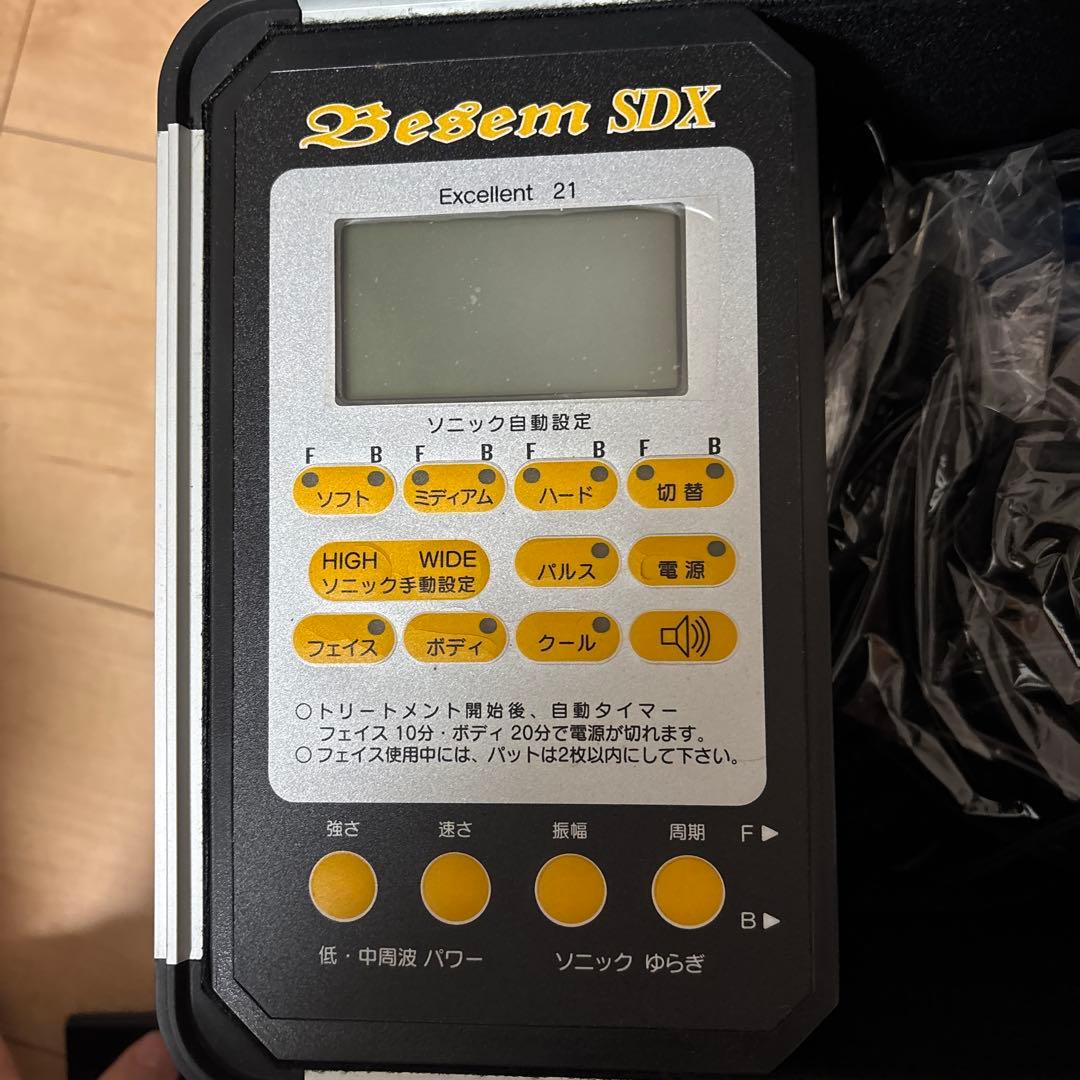 Besem SDX
Excellent 21
ソニック自動設定
F B F B F B F B
ソフト ミディアム ハード 切替
HIGH WIDE
ソニック手動設定
パルス 電源
フェイス ボディ クール
○トリートメント開始後、自動タイマー
フェイス 10分・ボディ 20分で電源が切れます。
○フェイス使用中には、パットは2枚以内にして下さい。
強さ 速さ 振幅 周期 F▶
B▶
低・中周波 パワー ソニック ゆらぎ